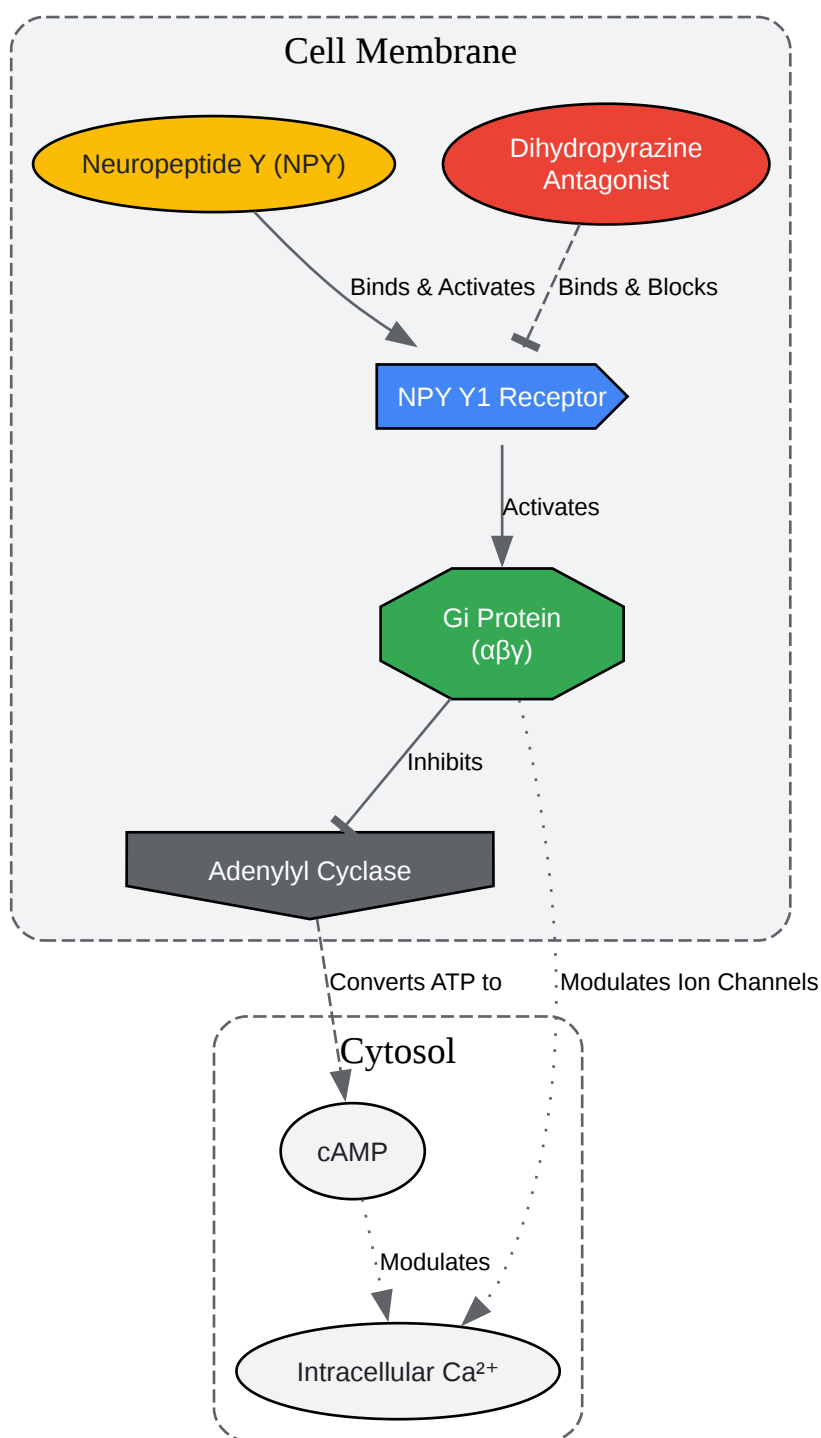 Cell Membrane
Neuropeptide Y (NPY)
Dihydropyrazine
Antagonist
Binds & Activates
Binds & Blocks
NPY Y1 Receptor
Activates
Gi Protein
(αβγ)
Inhibits
Adenylyl Cyclase
Converts ATP to
Modulates Ion Channels
Cytosol
cAMP
Modulates
Intracellular Ca²⁺